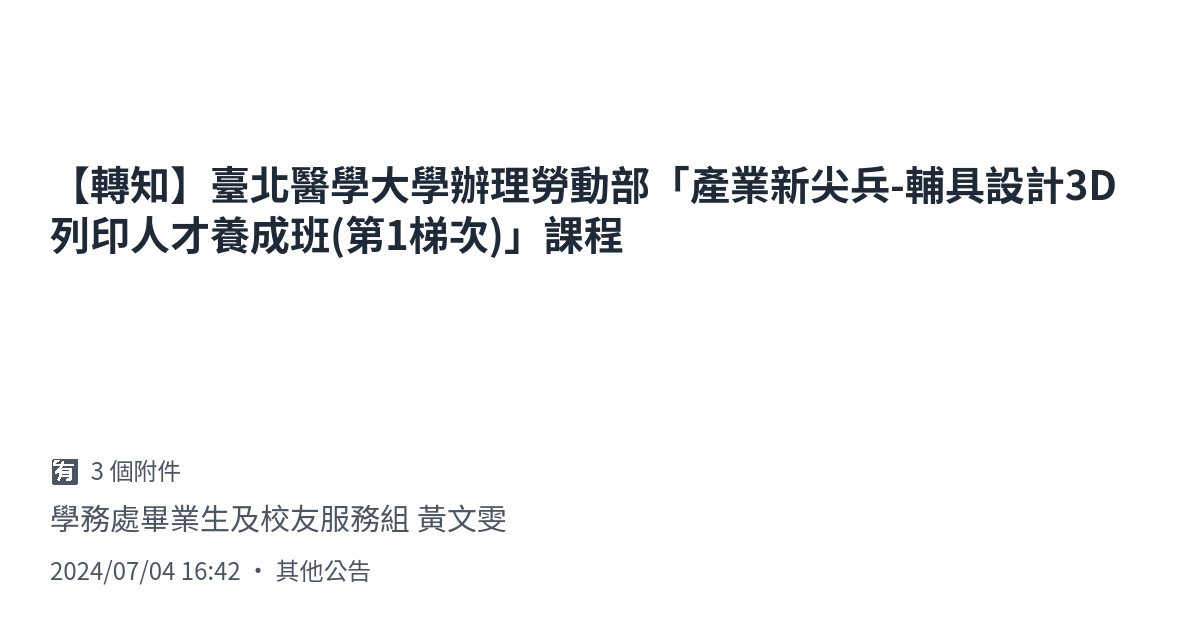 【轉知】臺北醫學大學辦理勞動部「產業新尖兵-輔具設計3D
列印人才養成班(第1梯次)」課程
有 3 個附件
學務處畢業生及校友服務組 黃文雯
2024/07/04 16:42 ・ 其他公告